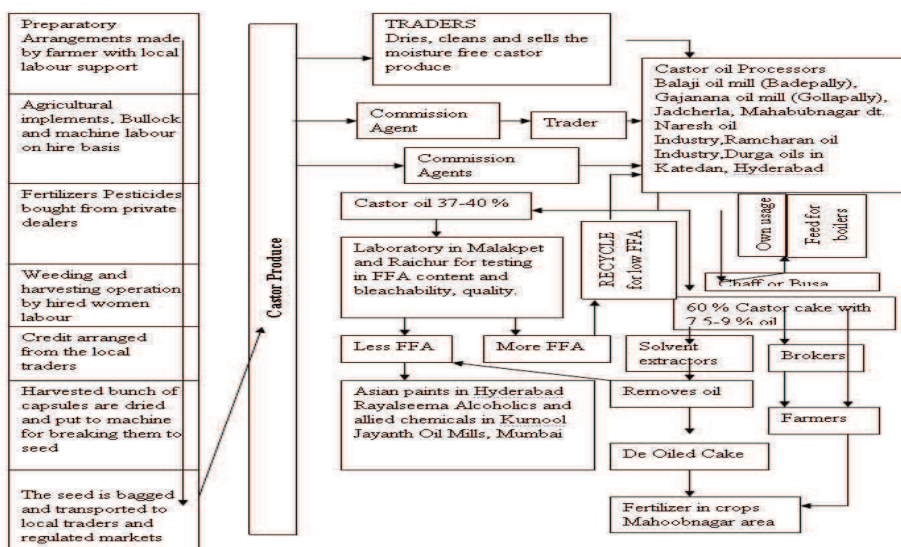 Preparatory
Arrangements made
by farmer with local
labour support
Agricultural
implements, Bullock
and machine labour
on hire basis
Fertilizers Pesticides
bought from private
dealers
Weeding and
harvesting operation
by hired women
labour
Credit arranged
from the local
traders
Harvested bunch of
capsules are dried
and put to machine
for breaking them to
seed
The seed is bagged
and transported to
local traders and
regulated markets
Castor Produce
TRADERS
Dries, cleans and sells the
moisture free castor
produce
Commission
Agent
Trader
Commission
Agents
Castor oil Processors
Balaji oil mill (Badepally),
Gajanana oil mill (Gollapally),
Jadcherla, Mahabubnagar dt.
Naresh oil
Industry,Ramcharan oil
Industry,Durga oils in
Katedan, Hyderabad
Castor oil 37-40 %
Laboratory in Malakpet
and Raichur for testing
in FFA content and
bleachability, quality.
RECYCLE
for low FFA
Own usage
Feed for
boilers
Chaff or Busa
60 % Castor cake with
7.5-9 % oil
Less FFA
More FFA
Solvent
extractors
Brokers
Asian paints in Hyderabad
Rayalseema Alcoholics and
allied chemicals in Kurnool
Jayanth Oil Mills, Mumbai
Removes oil
Farmers
De Oiled Cake
Fertilizer in crops
Mahoobnagar area